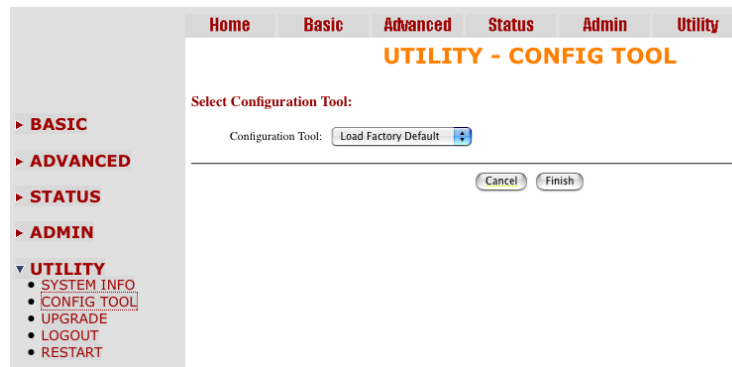 Home Basic Advanced Status Admin Utility
UTILITY - CONFIG TOOL
Select Configuration Tool:
Configuration Tool: Load Factory Default
Cancel Finish
BASIC
ADVANCED
STATUS
ADMIN
UTILITY
SYSTEM INFO
CONFIG TOOL
UPGRADE
LOGOUT
RESTART